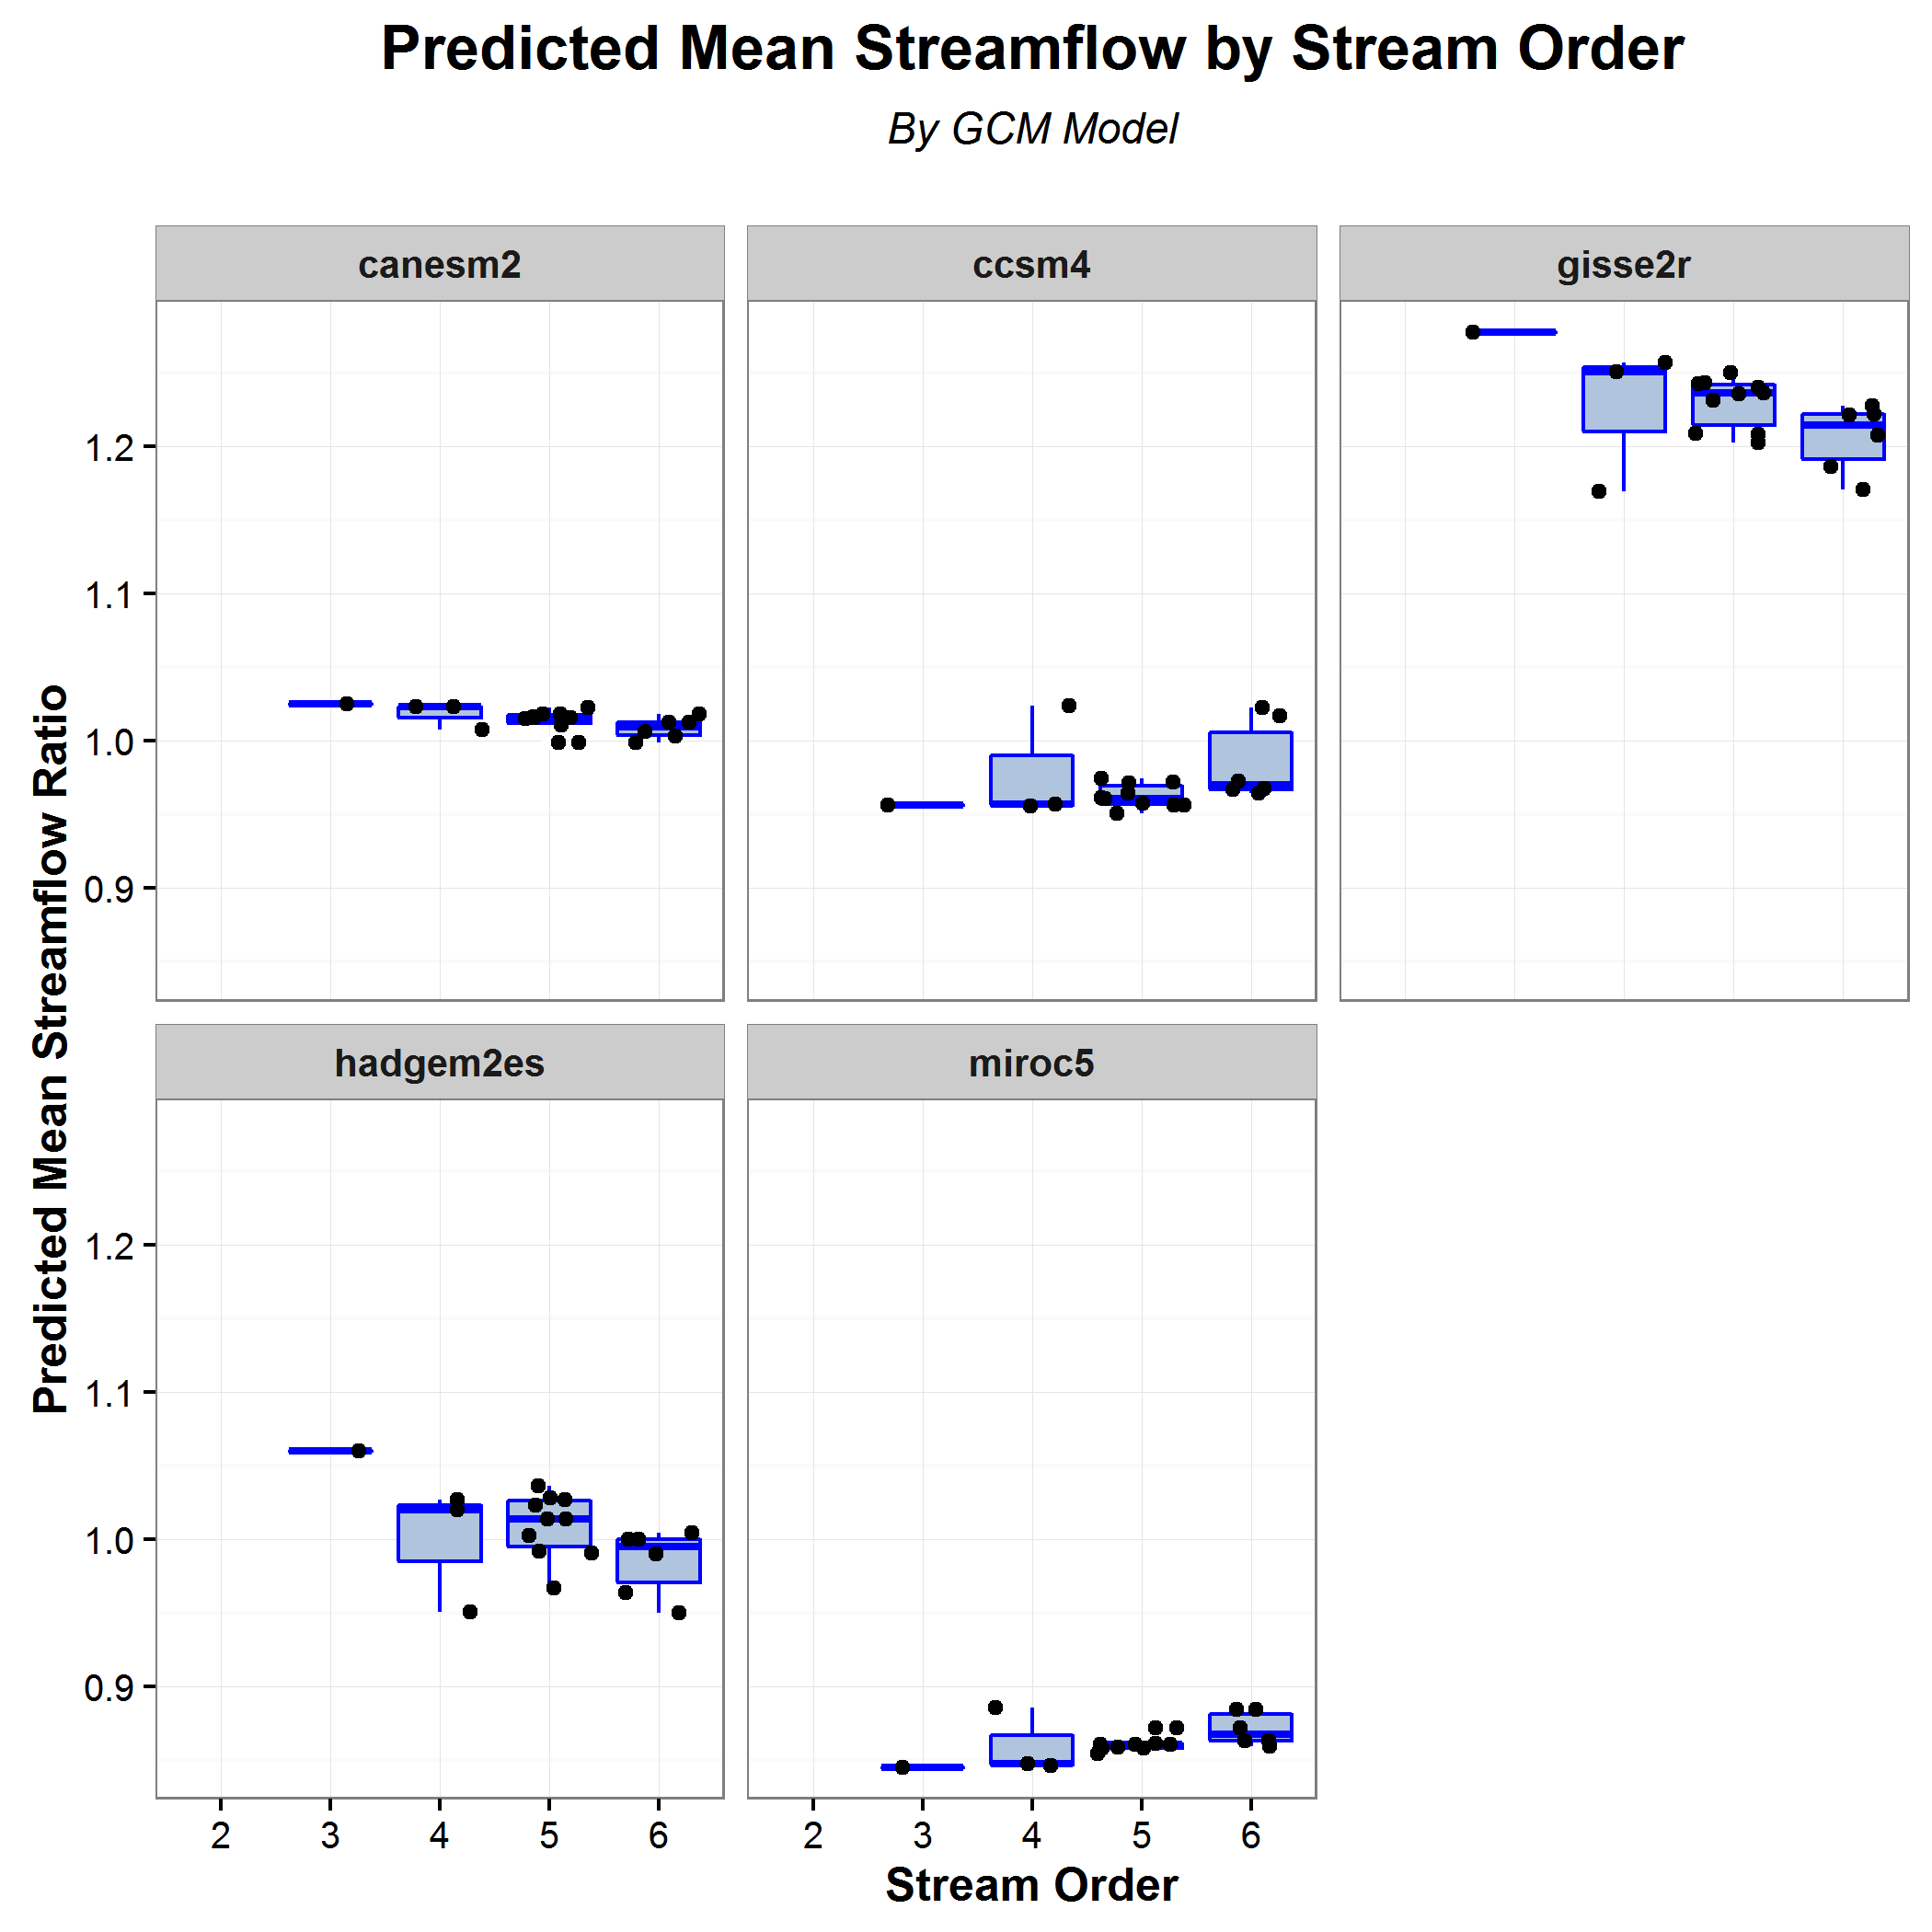 Predicted Mean Streamflow by Stream Order
By GCM Model
canesm2
ccsm4
gisse2r
1.2
1.1
1.0
0.9
Predicted Mean Streamflow Ratio
hadgem2es
miroc5
1.2
1.1
1.0
0.9
2 3 4 5 6
2 3 4 5 6
Stream Order